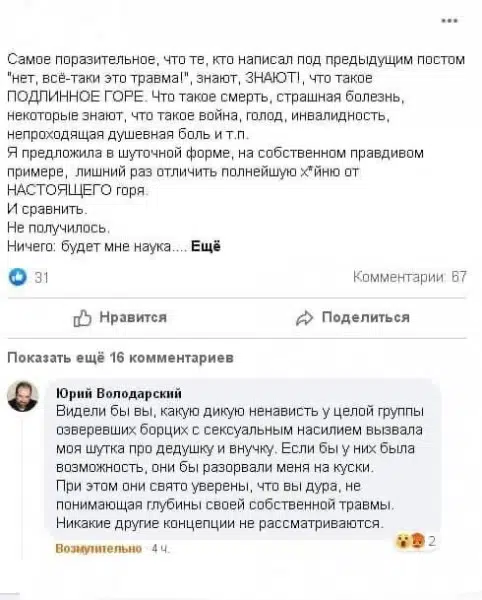 Самое поразительное, что те, кто написал под предыдущим постом
"нет, всё-таки это травма!", знают, ЗНАЮТ!, что такое
ПОДЛИННОЕ ГОРЕ. Что такое смерть, страшная болезнь,
некоторые знают, что такое война, голод, инвалидность,
непроходящая душевная боль и т.п.
Я предложила в шуточной форме, на собственном правдивом
примере, лишний раз отличить полнейшую х*йню от
НАСТОЯЩЕГО горя.
И сравнить.
Не получилось.
Ничего: будет мне наука.... Ещё
31 Комментарии: 67
Нравится Поделиться
Показать ещё 16 комментариев
Юрий Володарский
Видели бы вы, какую дикую ненависть у целой группы
озверевших борцих с сексуальным насилием вызвала
моя шутка про дедушку и внучку. Если бы у них была
возможность, они бы разорвали меня на куски.
При этом они свято уверены, что вы дура, не
понимающая глубины своей собственной травмы.
Никакие другие концепции не рассматриваются.
Возмутительно · 4 ч. 2